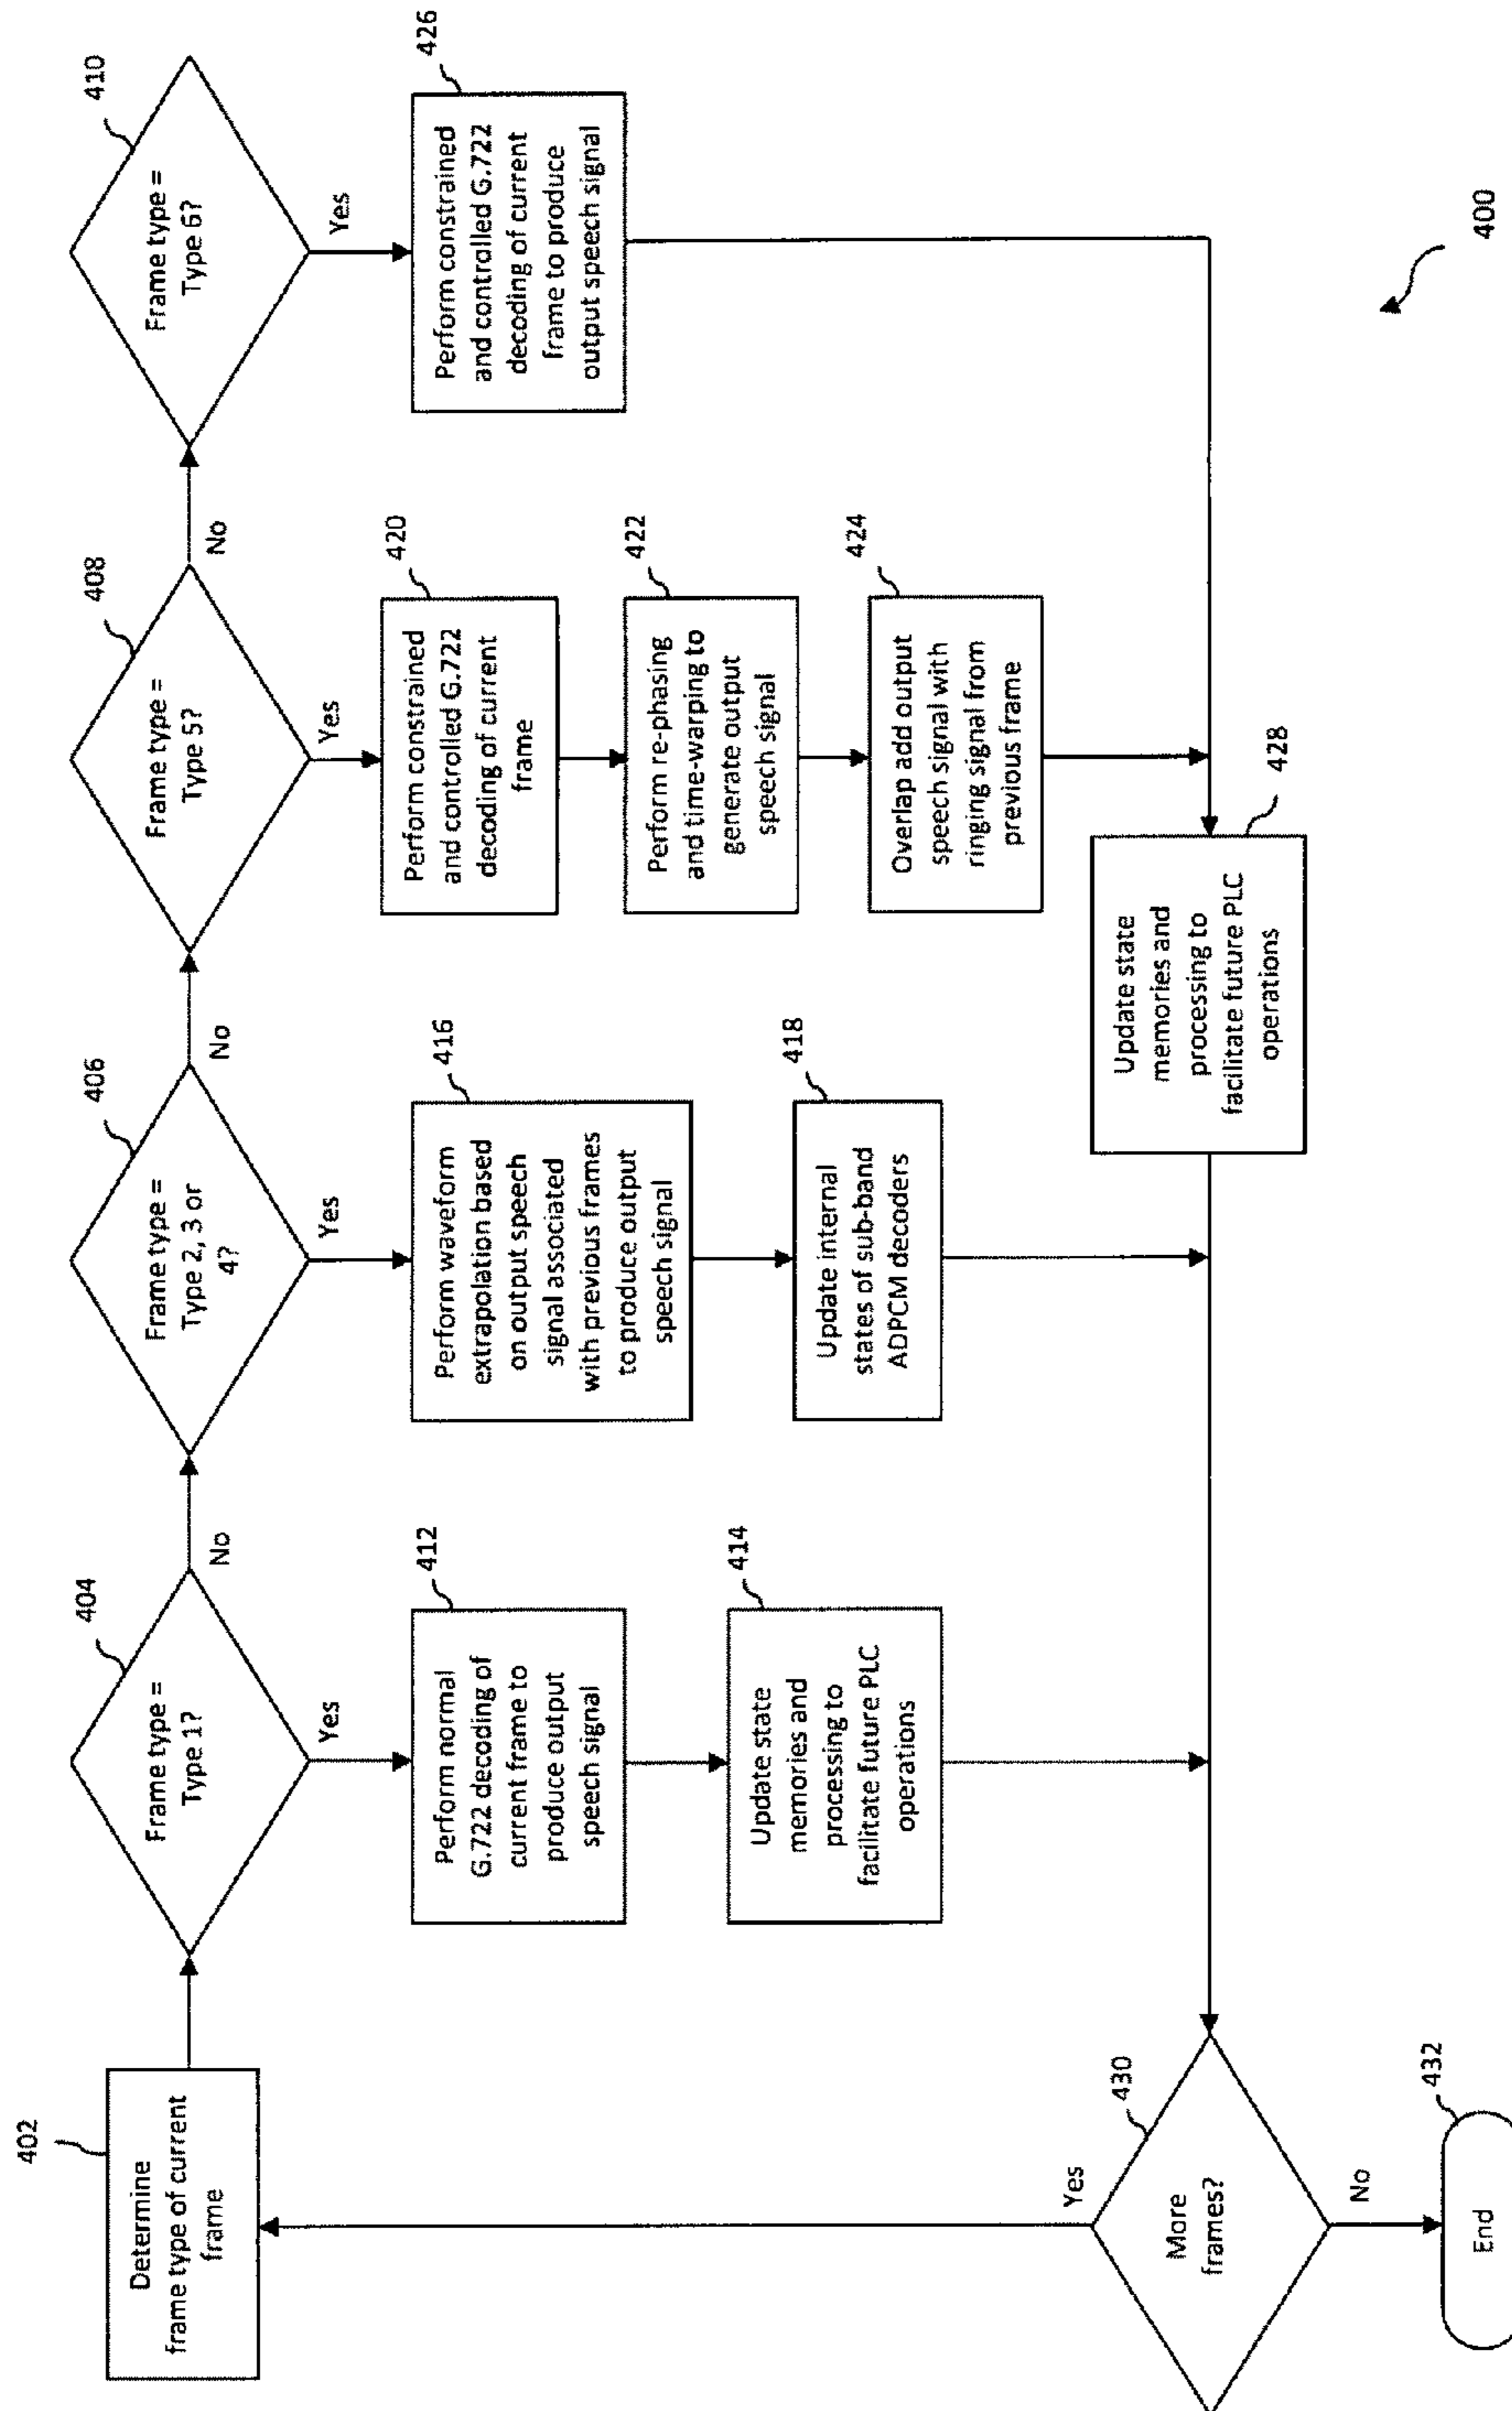 402
Determine
frame type of current
frame
404
Frame type =
Type 1?
No
Yes
406
Frame type =
Type 2, 3 or
4?
No
Yes
408
Frame type =
Type 5?
No
Yes
410
Frame type =
Type 6?
Yes
412
Perform normal
G.722 decoding of
current frame to
produce output
speech signal
414
Update state
memories and
processing to
facilitate future PLC
operations
416
Perform waveform
extrapolation based
on output speech
signal associated
with previous frames
to produce output
speech signal
418
Update internal
states of sub-band
ADPCM decoders
420
Perform constrained
and controlled G.722
decoding of current
frame
422
Perform re-phasing
and time-warping to
generate output
speech signal
424
Overlap add output
speech signal with
ringing signal from
previous frame
426
Perform constrained
and controlled G.722
decoding of current
frame to produce
output speech signal
428
Update state
memories and
processing to
facilitate future PLC
operations
430
More
frames?
Yes
No
432
End
400